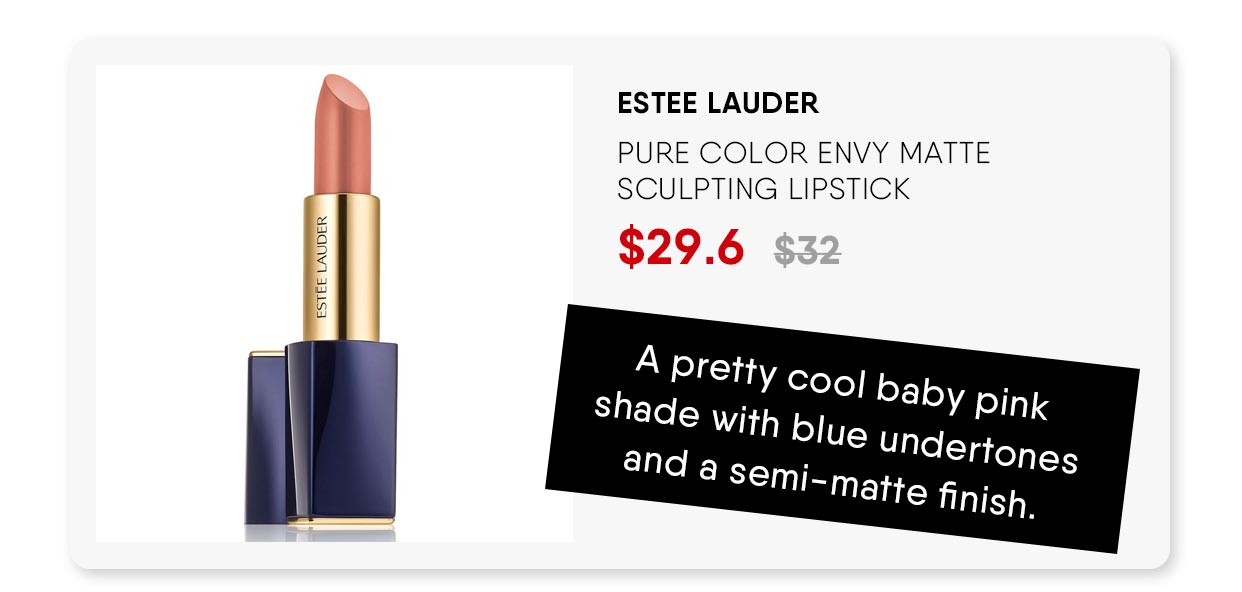 ESTĒE LAUDER
ESTEE LAUDER
PURE COLOR ENVY MATTE
SCULPTING LIPSTICK
$29.6 $32
A pretty cool baby pink
shade with blue undertones
and a semi-matte finish.